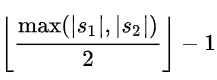 ⌊ max(|s₁|, |s₂|) / 2 ⌋ − 1